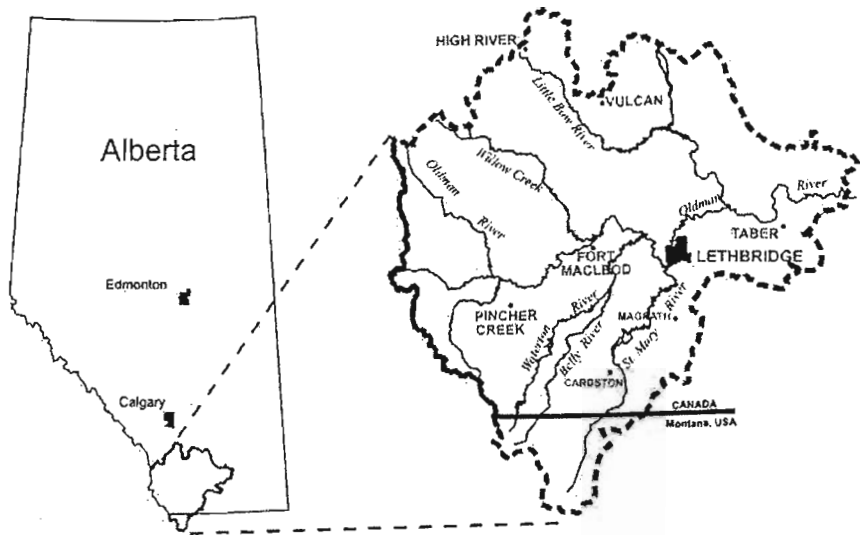 Alberta
Edmonton
Calgary
HIGH RIVER
VULCAN
Little Bow River
Willow Creek
Oldman
River
Oldman
River
TABER
LETHBRIDGE
FORT
MACLEOD
PINCHER
CREEK
Waterton
River
Belly River
MAGRATH
St. Mary
River
CARDSTON
CANADA
Montana, USA